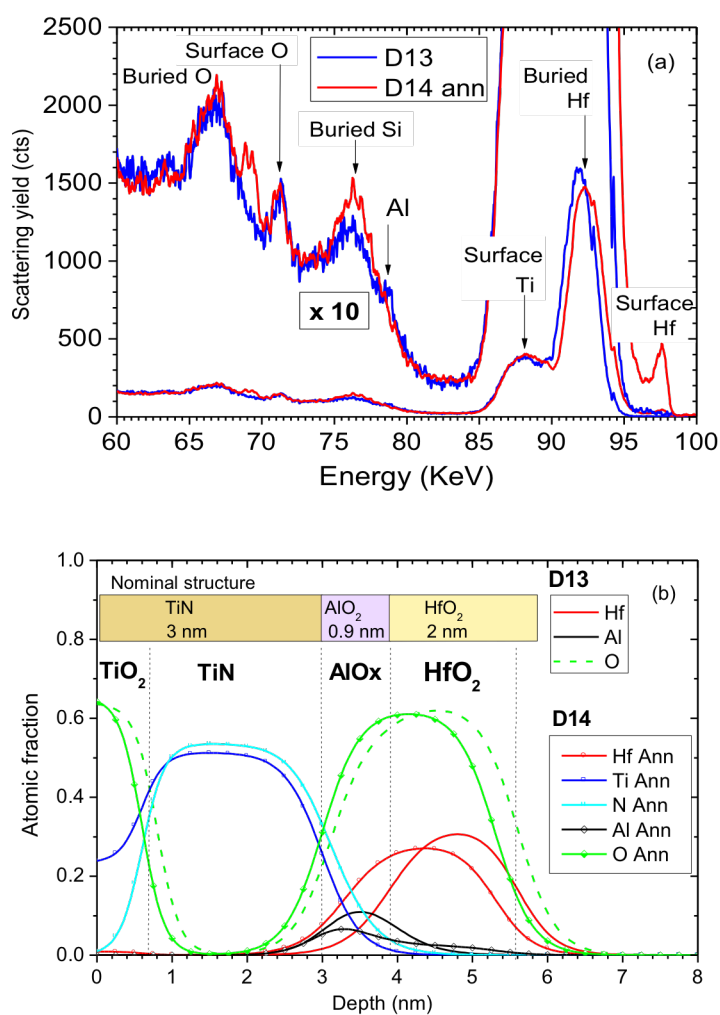 2500
2000
1500
1000
500
0
Scattering yield (cts)
D13
D14 ann
(a)
Surface O
Buried O
Buried
Hf
Buried Si
Al
Surface
Ti
Surface
Hf
x 10
60 65 70 75 80 85 90 95 100
Energy (KeV)
1.0
0.8
0.6
0.4
0.2
0.0
Atomic fraction
Nominal structure
TiN
3 nm
AlO2
0.9 nm
HfO2
2 nm
D13
(b)
Hf
Al
O
TiO2
TiN
AlOx
HfO2
D14
Hf Ann
Ti Ann
N Ann
Al Ann
O Ann
0 1 2 3 4 5 6 7 8
Depth (nm)